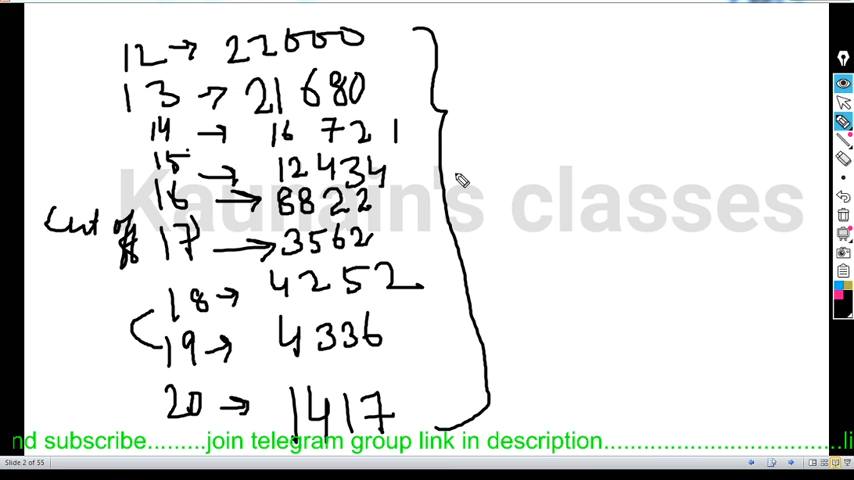 12 → 22000
13 → 21680
14 → 16721
15 → 12434
16 → 8822
Cut off 17 → 3562
18 → 4252
19 → 4336
20 → 1417
Kaunain's classes
nd subscribe.........join telegram group link in description................................................li
Slide 2 of 55